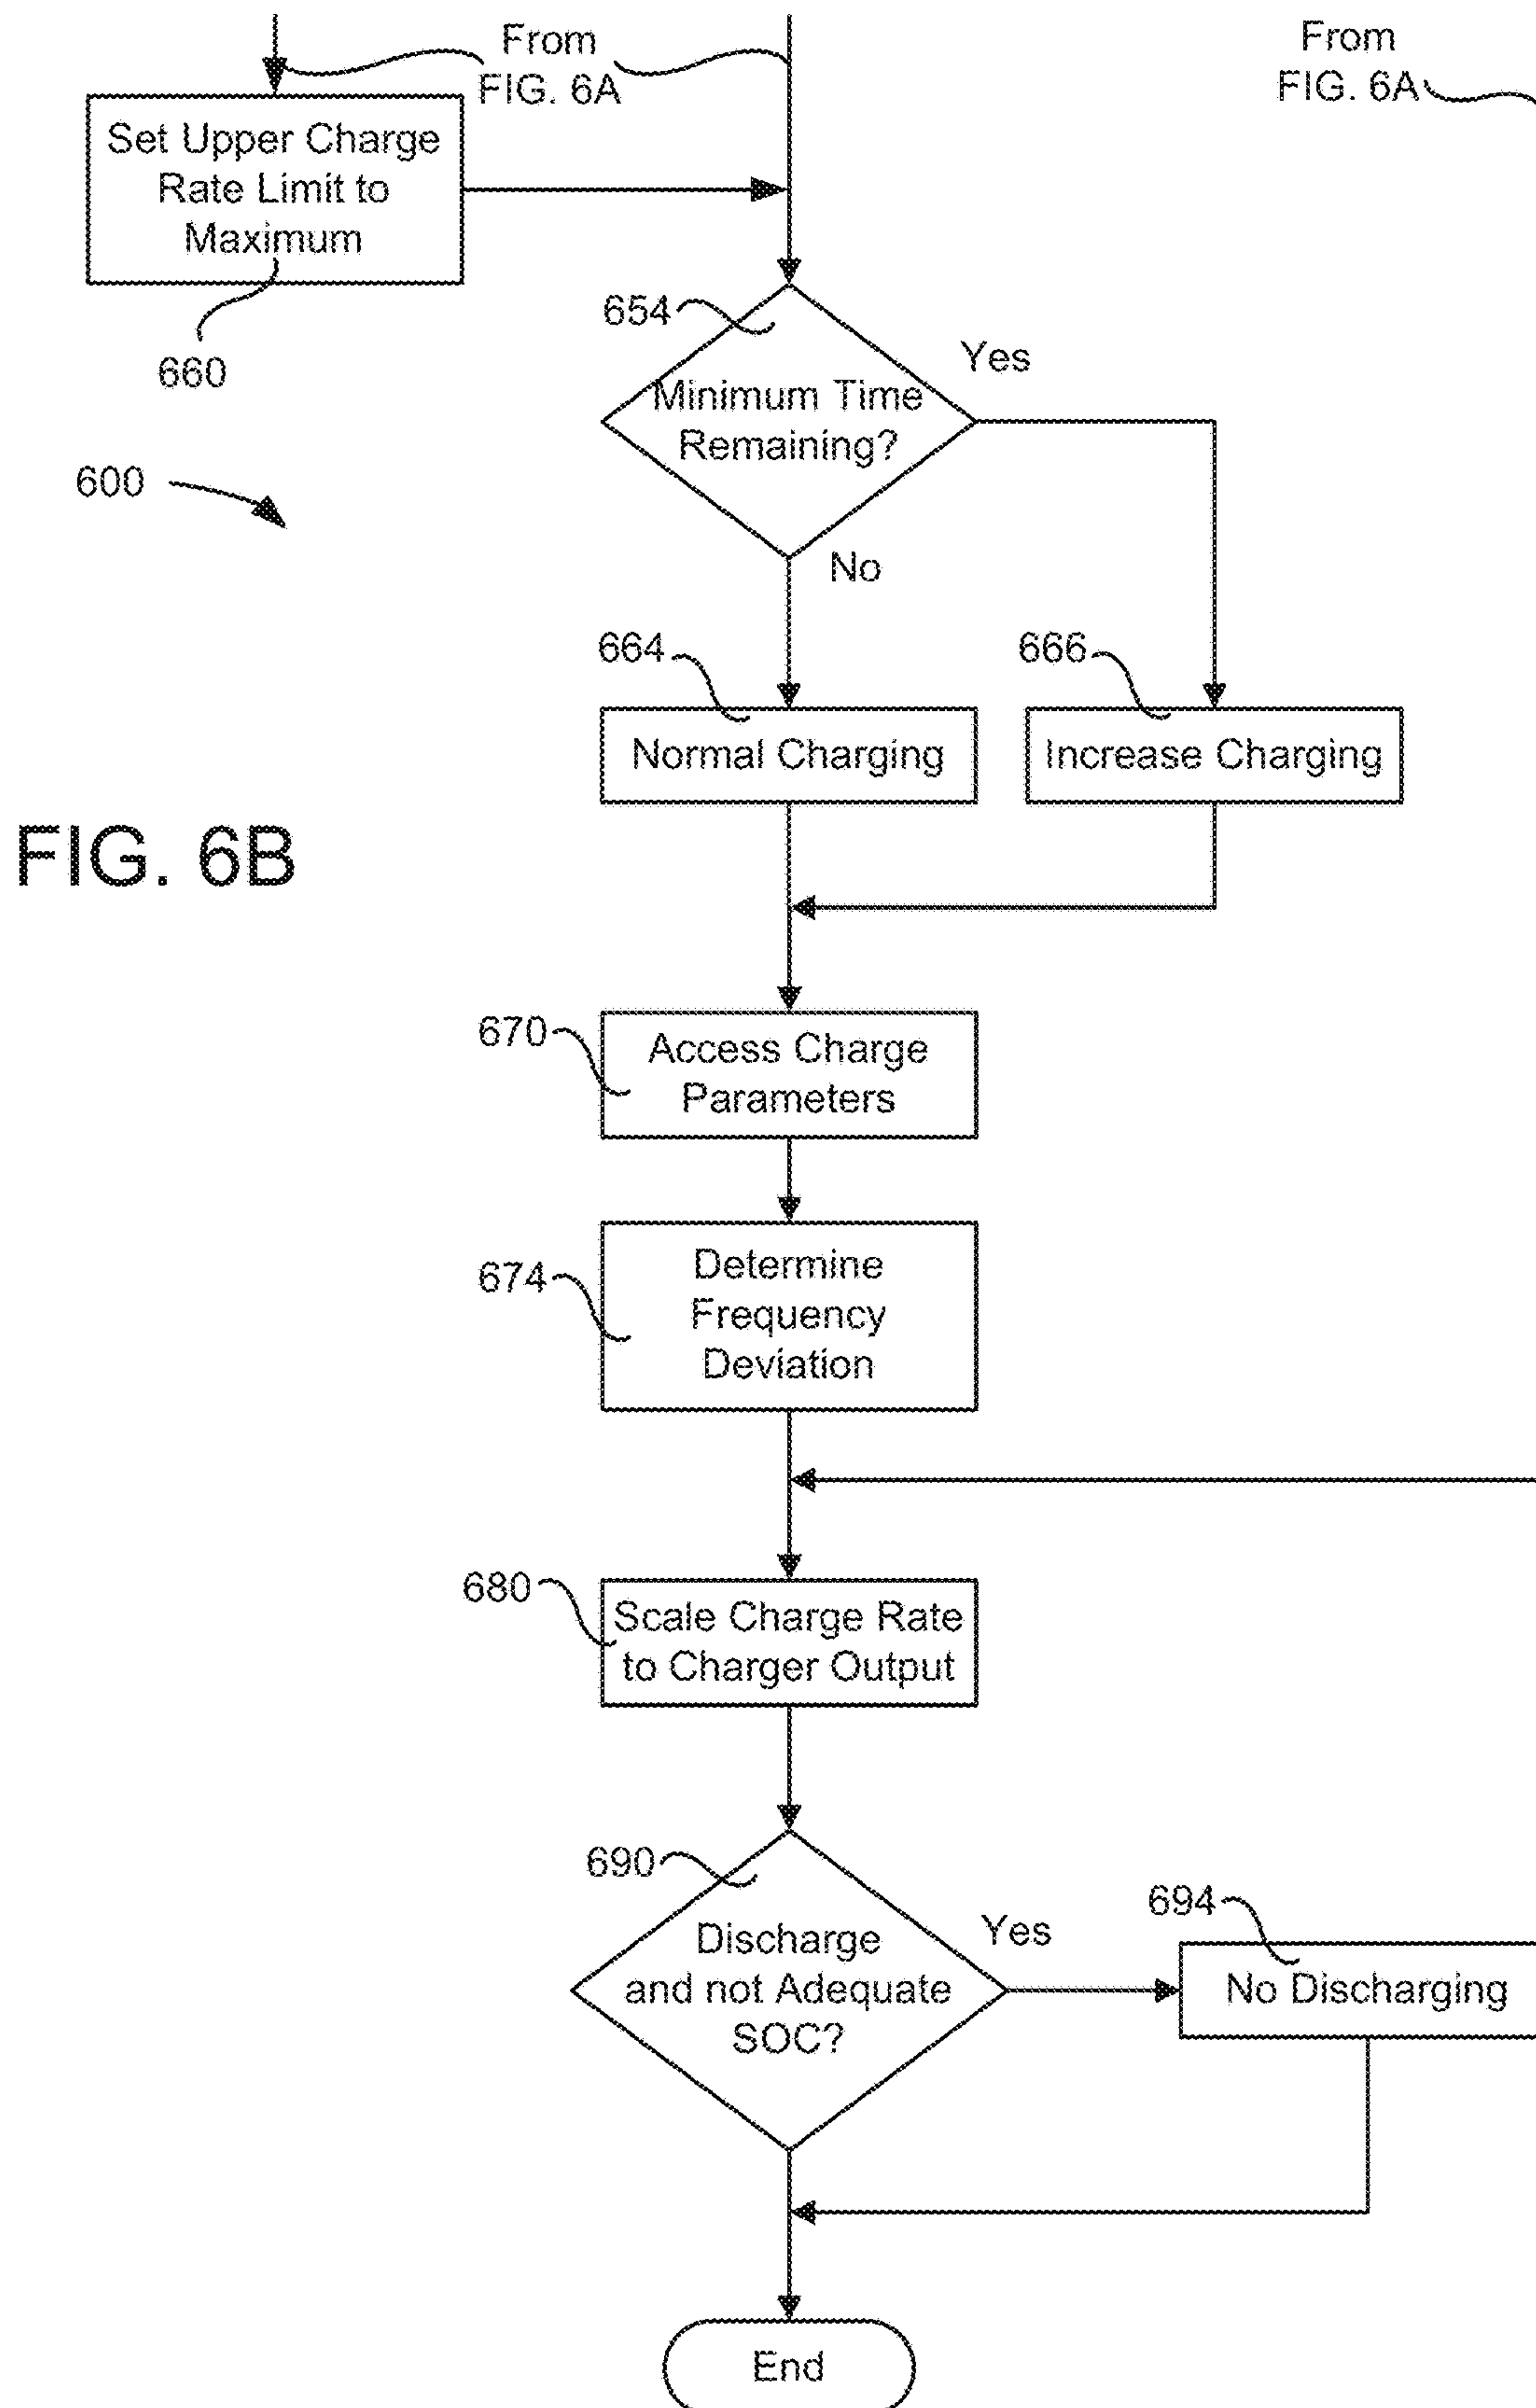 From
FIG. 6A
From
FIG. 6A
Set Upper Charge
Rate Limit to
Maximum
660
654
Yes
Minimum Time
Remaining?
600
No
664
666
Normal Charging
Increase Charging
FIG. 6B
670
Access Charge
Parameters
674
Determine
Frequency
Deviation
680
Scale Charge Rate
to Charger Output
690
Discharge
and not Adequate
SOC?
Yes
694
No Discharging
End